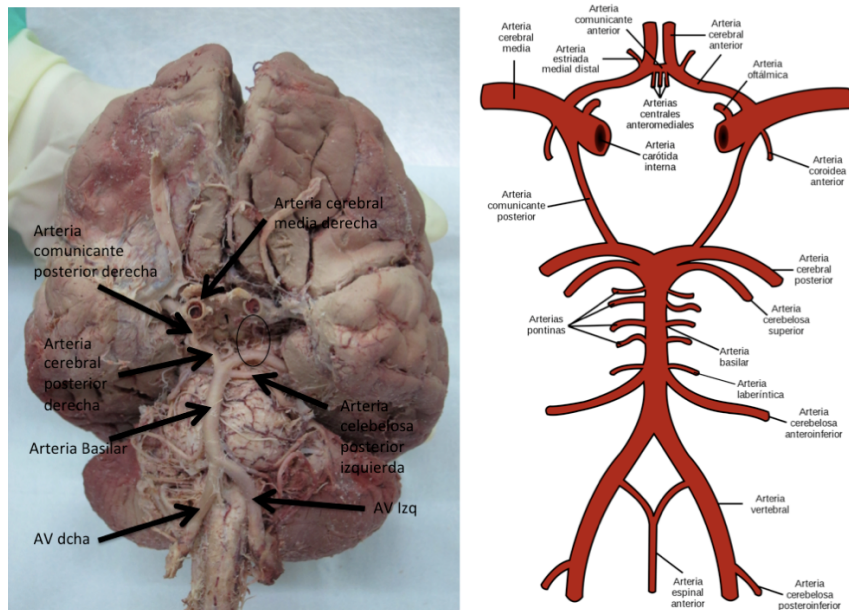 Arteria cerebral
media derecha
Arteria
comunicante
posterior derecha
Arteria
cerebral
posterior
derecha
Arteria Basilar
Arteria
celebelosa
posterior
izquierda
AV Izq
AV dcha
Arteria
cerebral
media
Arteria
comunicante
anterior
Arteria
estriada
medial distal
Arteria
cerebral
anterior
Arteria
oftálmica
Arterias
centrales
anteromediales
Arteria
carótida
interna
Arteria
coroidea
anterior
Arteria
comunicante
posterior
Arteria
cerebral
posterior
Arteria
cerebelosa
superior
Arterias
pontinas
Arteria
basilar
Arteria
laberíntica
Arteria
cerebelosa
anteroinferior
Arteria
vertebral
Arteria
espinal
anterior
Arteria
cerebelosa
posteroinferior